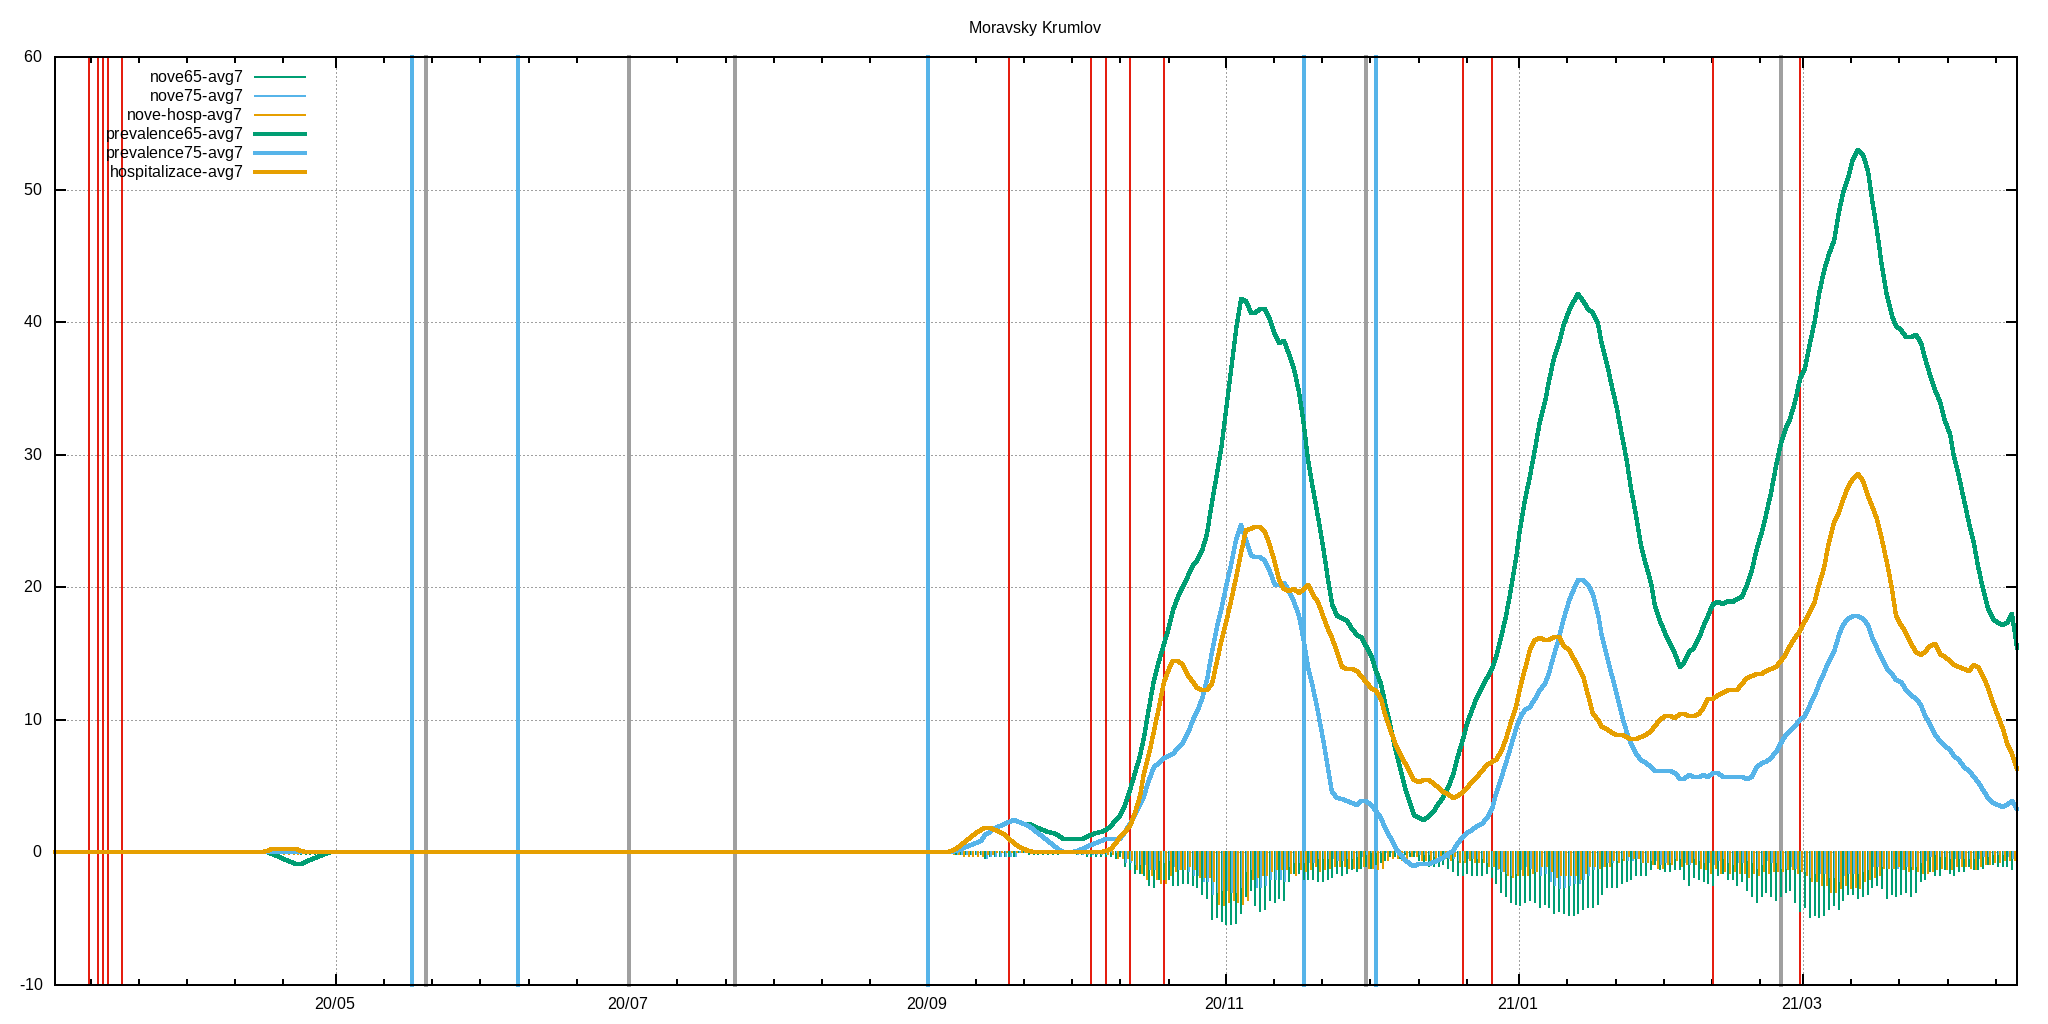 Moravsky Krumlov
60
nove65-avg7
nove75-avg7
nove-hosp-avg7
prevalence65-avg7
prevalence75-avg7
hospitalizace-avg7
50
40
30
20
10
0
-10
20/05 20/07 20/09 20/11 21/01 21/03